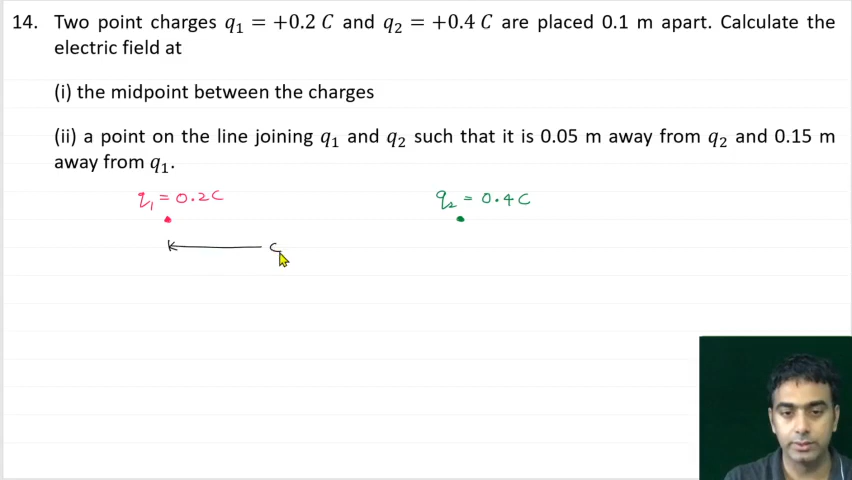 14. Two point charges q₁ = +0.2 C and q₂ = +0.4 C are placed 0.1 m apart. Calculate the
electric field at
(i) the midpoint between the charges
(ii) a point on the line joining q₁ and q₂ such that it is 0.05 m away from q₂ and 0.15 m
away from q₁.
q₁ = 0.2C q₂ = 0.4 C